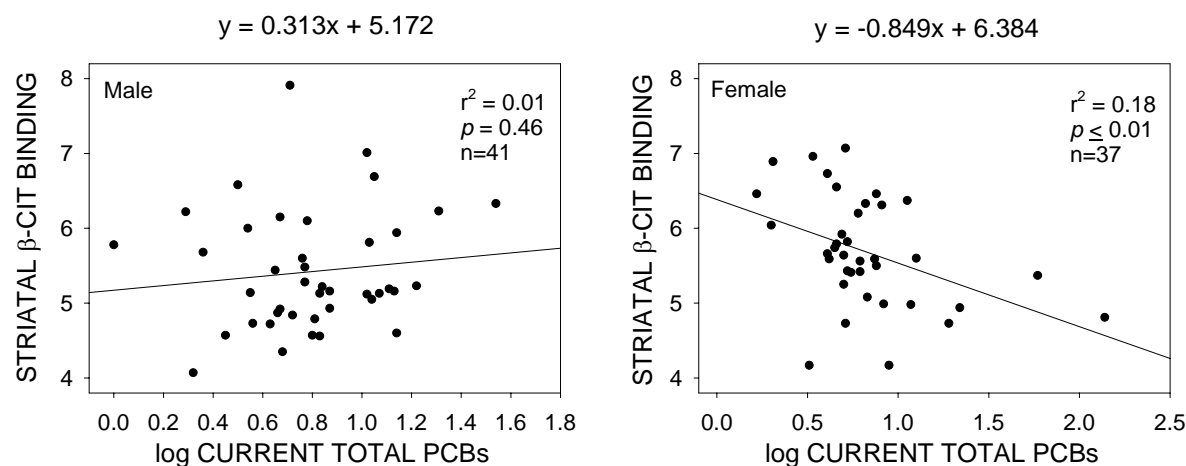 y = 0.313x + 5.172
STRIATAL β-CIT BINDING
8
7
6
5
4
Male
r² = 0.01
p = 0.46
n=41
0.0 0.2 0.4 0.6 0.8 1.0 1.2 1.4 1.6 1.8
log CURRENT TOTAL PCBs
y = -0.849x + 6.384
STRIATAL β-CIT BINDING
8
7
6
5
4
Female
r² = 0.18
p ≤ 0.01
n=37
0.0 0.5 1.0 1.5 2.0 2.5
log CURRENT TOTAL PCBs